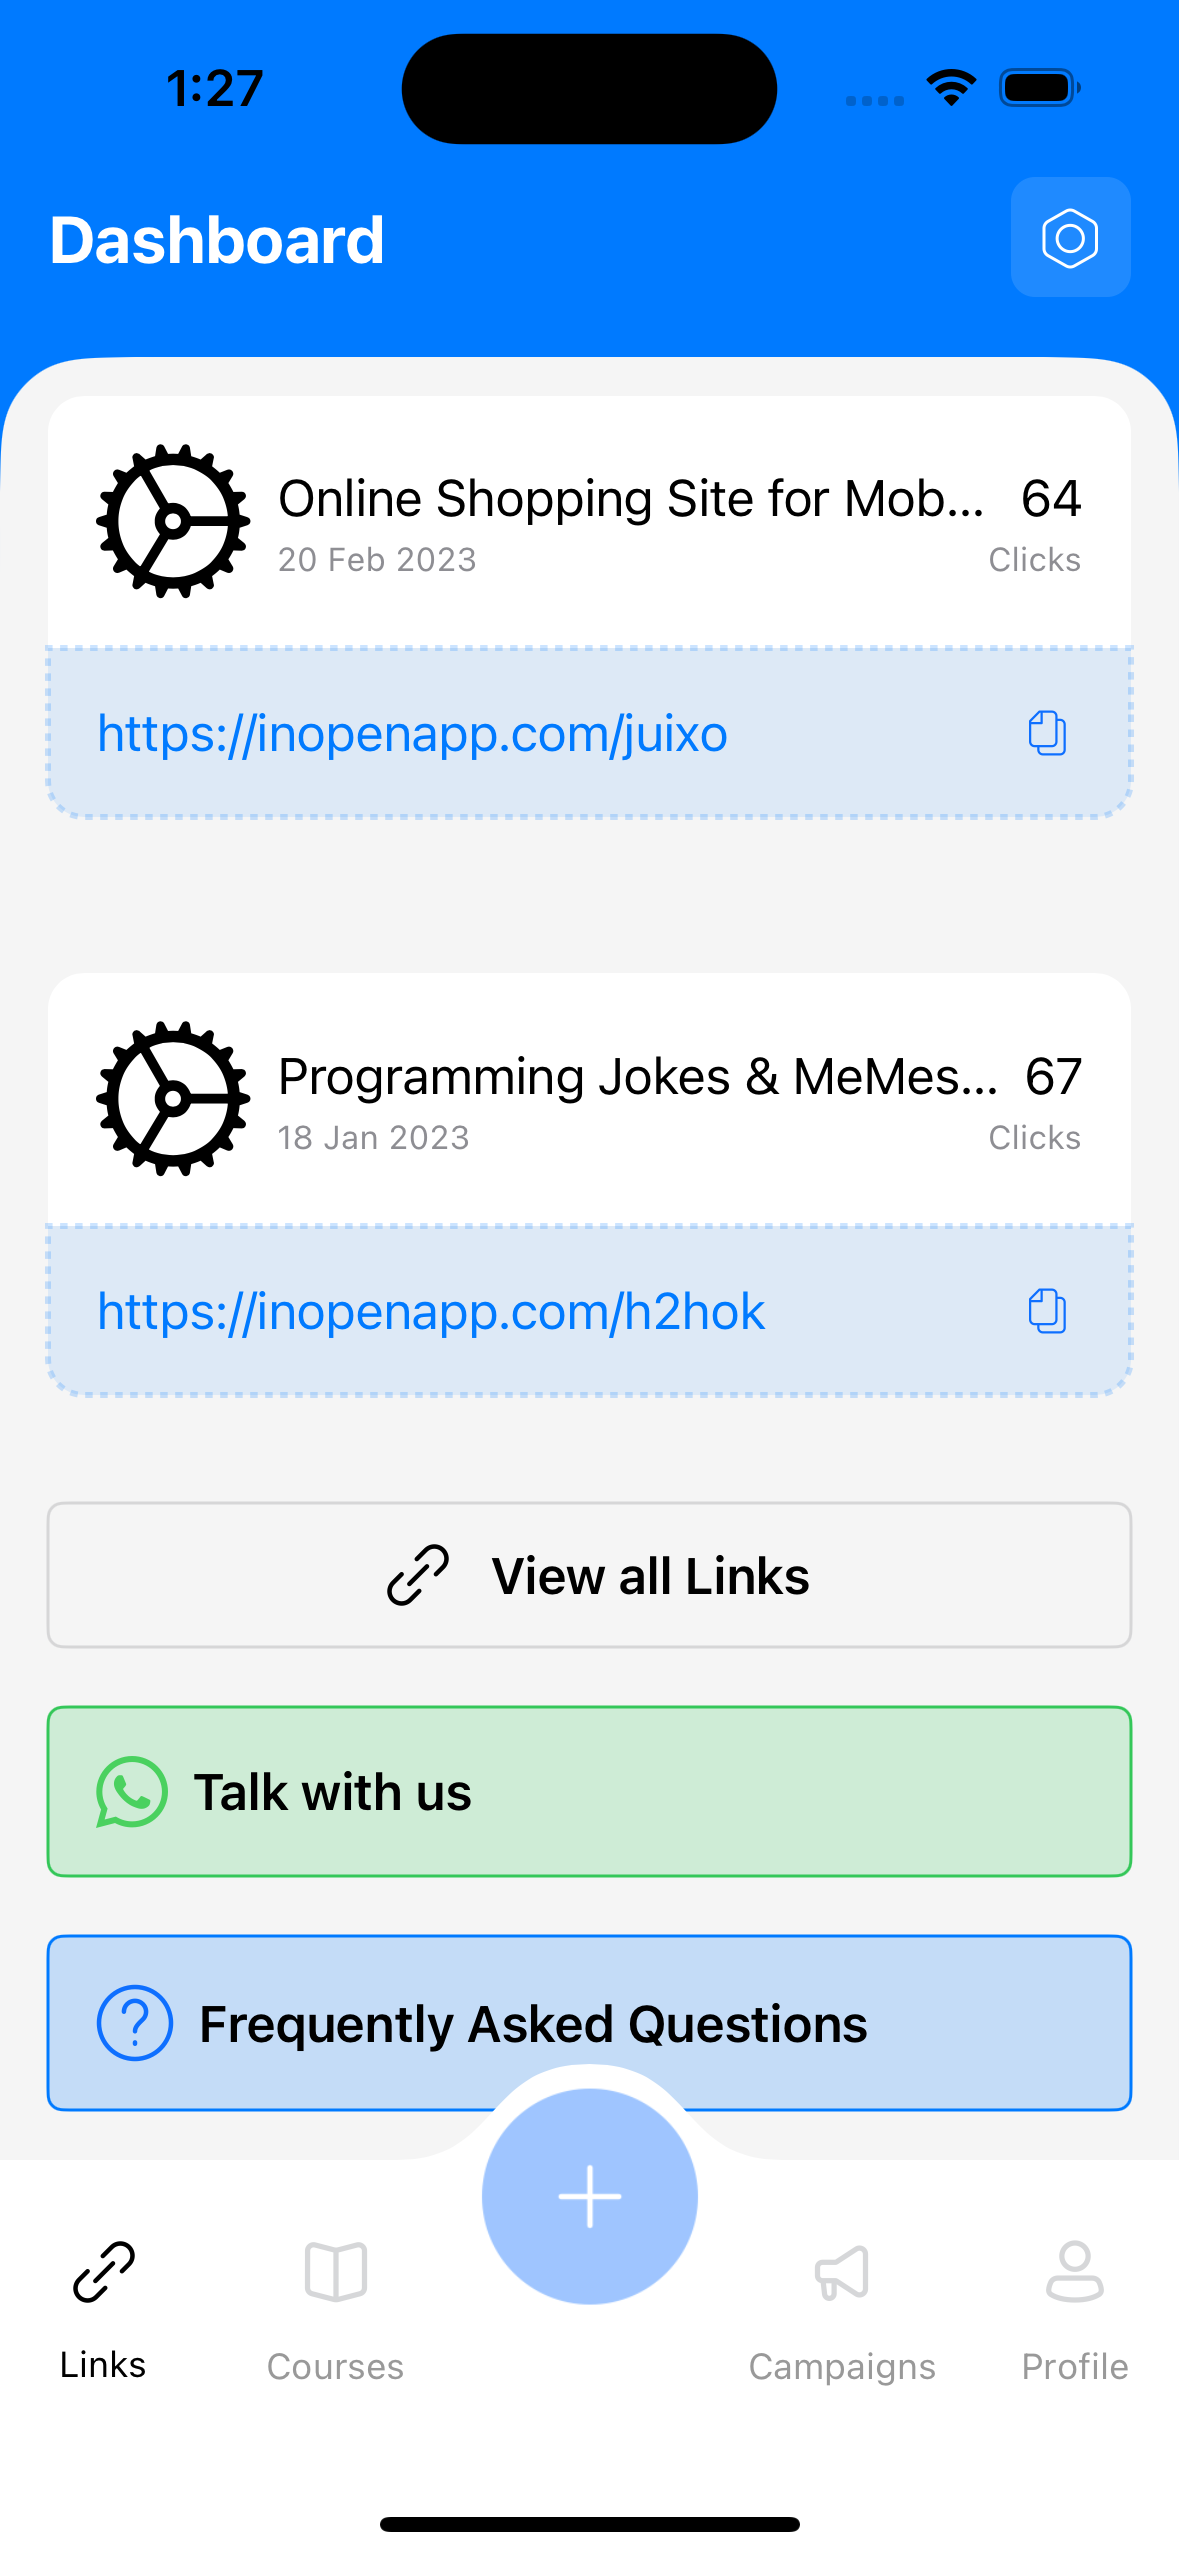 1:27
Dashboard
Online Shopping Site for Mob... 64
20 Feb 2023 Clicks
https://inopenapp.com/juixo
Programming Jokes & MeMes... 67
18 Jan 2023 Clicks
https://inopenapp.com/h2hok
View all Links
Talk with us
Frequently Asked Questions
Links Courses Campaigns Profile